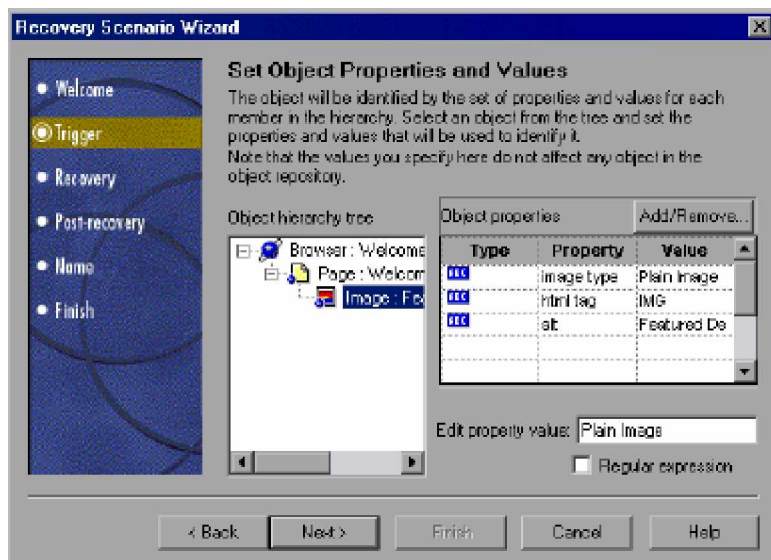 Recovery Scenario Wizard
Welcome
Trigger
Recovery
Post-recovery
Name
Finish
Set Object Properties and Values
The object will be identified by the set of properties and values for each
member in the hierarchy. Select an object from the tree and set the
properties and values that will be used to identify it.
Note that the values you specify here do not affect any object in the
object repository.
Object hierarchy tree
Browser : Welcome
Page : Welcom
Image : Fea
Object properties
Add/Remove...
Type Property Value
ABC image type Plain Image
ABC html tag IMG
ABC alt Featured De
Edit property value: Plain Image
Regular expression
< Back
Next >
Finish
Cancel
Help